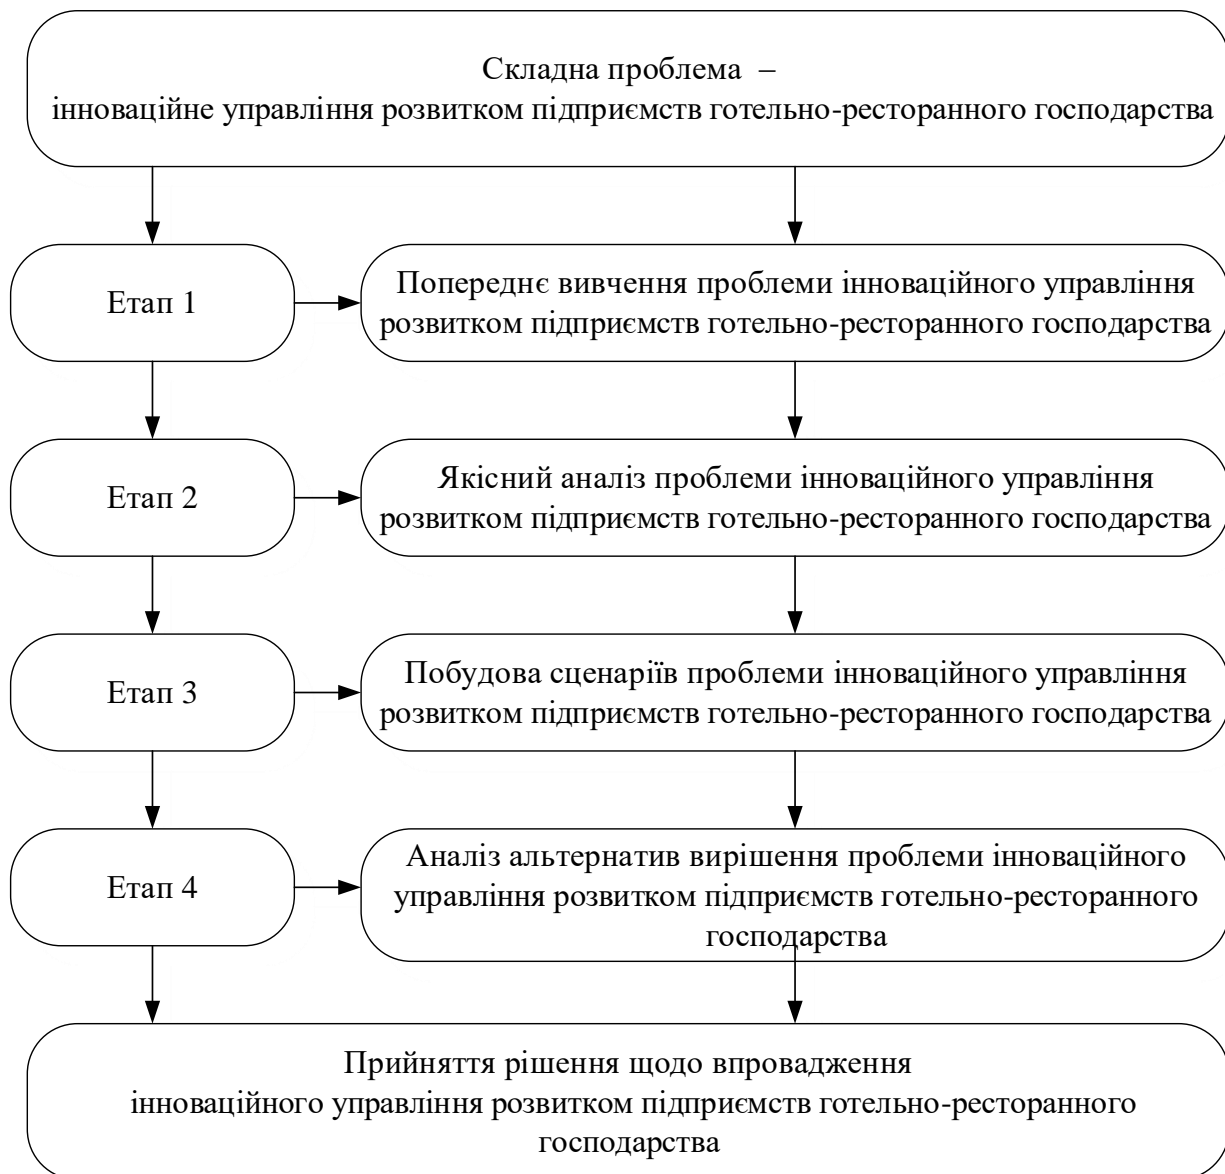 Складна проблема –
інноваційне управління розвитком підприємств готельно-ресторанного господарства
Етап 1
Попереднє вивчення проблеми інноваційного управління
розвитком підприємств готельно-ресторанного господарства
Етап 2
Якісний аналіз проблеми інноваційного управління
розвитком підприємств готельно-ресторанного господарства
Етап 3
Побудова сценаріїв проблеми інноваційного управління
розвитком підприємств готельно-ресторанного господарства
Етап 4
Аналіз альтернатив вирішення проблеми інноваційного
управління розвитком підприємств готельно-ресторанного
господарства
Прийняття рішення щодо впровадження
інноваційного управління розвитком підприємств готельно-ресторанного
господарства